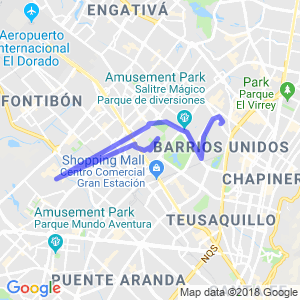 ENGATIVÁ
Aeropuerto
Internacional
El Dorado
Amusement Park
Salitre Mágico
Parque de diversiones
Park
Parque
El Virrey
FONTIBÓN
BARRIOS UNIDOS
Shopping Mall
Centro Comercial
Gran Estación
CHAPINER
Amusement Park
Parque Mundo Aventura
TEUSAQUILLO
NQS
PUENTE ARANDA
Google
Map data ©2018 Google